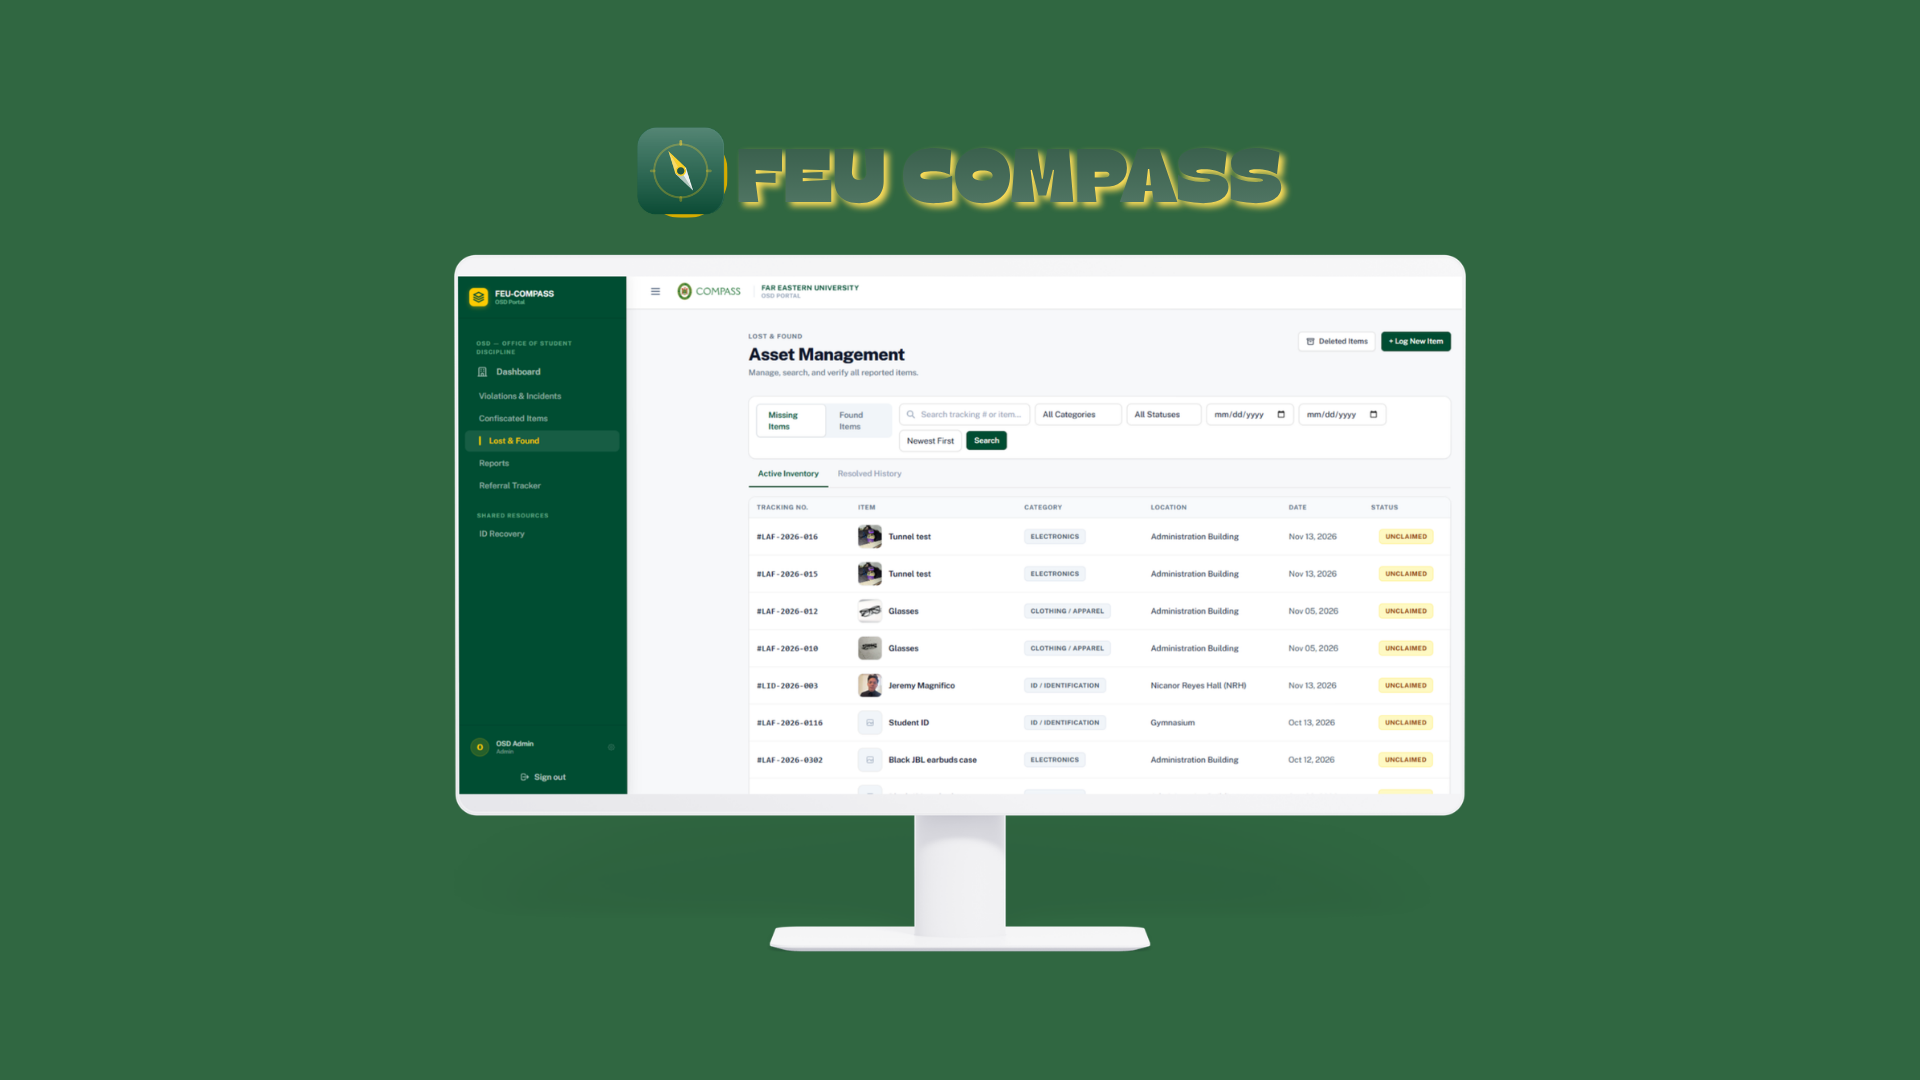 FEU COMPASS
FEU-COMPASS
OSD Portal
OSD — OFFICE OF STUDENT
DISCIPLINE
Dashboard
Violations & Incidents
Confiscated Items
Lost & Found
Reports
Referral Tracker
SHARED RESOURCES
ID Recovery
O
OSD Admin
Admin
Sign out
COMPASS
FAR EASTERN UNIVERSITY
OSD PORTAL
LOST & FOUND
Asset Management
Manage, search, and verify all reported items.
Deleted Items
+ Log New Item
Missing
Items
Found
Items
Search tracking # or item...
All Categories
All Statuses
mm/dd/yyyy
mm/dd/yyyy
Newest First
Search
Active Inventory
Resolved History
TRACKING NO. ITEM CATEGORY LOCATION DATE STATUS
#LAF-2026-016 Tunnel test ELECTRONICS Administration Building Nov 13, 2026 UNCLAIMED
#LAF-2026-015 Tunnel test ELECTRONICS Administration Building Nov 13, 2026 UNCLAIMED
#LAF-2026-012 Glasses CLOTHING / APPAREL Administration Building Nov 05, 2026 UNCLAIMED
#LAF-2026-010 Glasses CLOTHING / APPAREL Administration Building Nov 05, 2026 UNCLAIMED
#LID-2026-003 Jeremy Magnifico ID / IDENTIFICATION Nicanor Reyes Hall (NRH) Nov 13, 2026 UNCLAIMED
#LAF-2026-0116 Student ID ID / IDENTIFICATION Gymnasium Oct 13, 2026 UNCLAIMED
#LAF-2026-0302 Black JBL earbuds case ELECTRONICS Administration Building Oct 12, 2026 UNCLAIMED